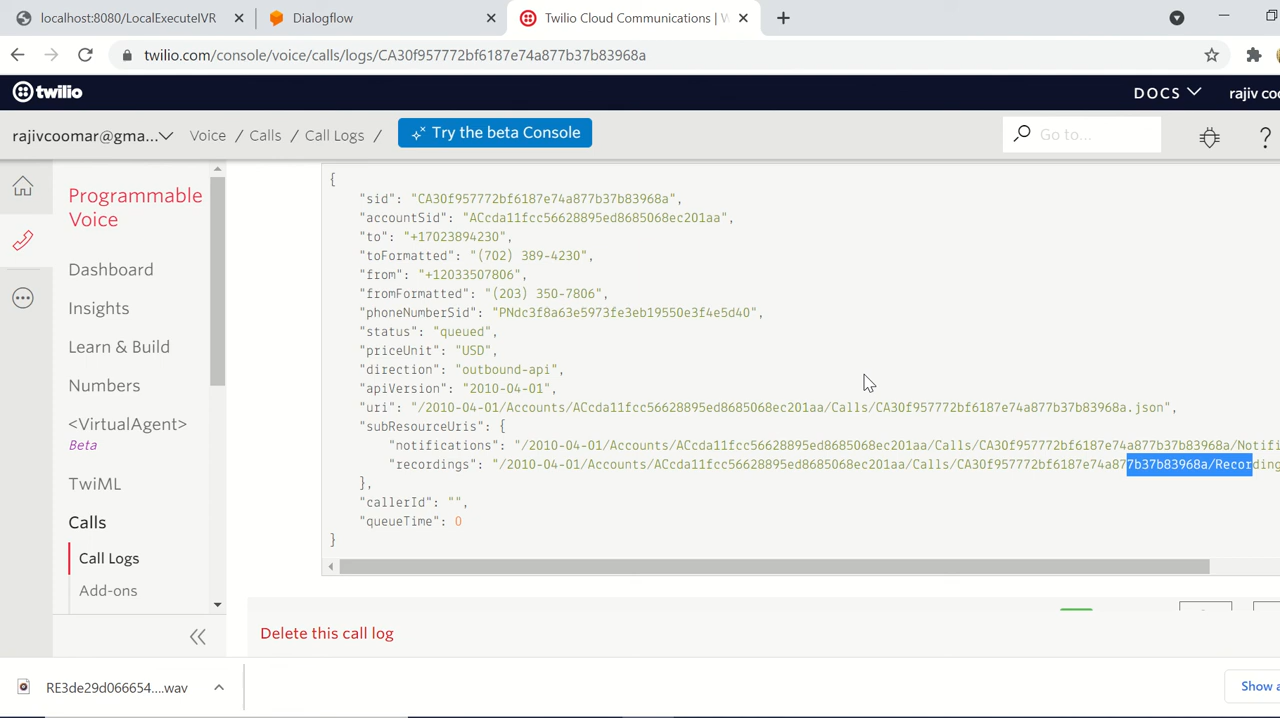 localhost:8080/LocalExecuteIVR
Dialogflow
Twilio Cloud Communications | W
twilio.com/console/voice/calls/logs/CA30f957772bf6187e74a877b37b83968a
twilio
DOCS
rajiv coo
rajivcoomar@gma...
Voice / Calls / Call Logs /
Try the beta Console
Go to...
?
Programmable
Voice
Dashboard
Insights
Learn & Build
Numbers
<VirtualAgent>
Beta
TwiML
Calls
Call Logs
Add-ons
{
"sid": "CA30f957772bf6187e74a877b37b83968a",
"accountSid": "ACcda11fcc56628895ed8685068ec201aa",
"to": "+17023894230",
"toFormatted": "(702) 389-4230",
"from": "+12033507806",
"fromFormatted": "(203) 350-7806",
"phoneNumberSid": "PNdc3f8a63e5973fe3eb19550e3f4e5d40",
"status": "queued",
"priceUnit": "USD",
"direction": "outbound-api",
"apiVersion": "2010-04-01",
"uri": "/2010-04-01/Accounts/ACcda11fcc56628895ed8685068ec201aa/Calls/CA30f957772bf6187e74a877b37b83968a.json",
"subResourceUris": {
"notifications": "/2010-04-01/Accounts/ACcda11fcc56628895ed8685068ec201aa/Calls/CA30f957772bf6187e74a877b37b83968a/Notifi
"recordings": "/2010-04-01/Accounts/ACcda11fcc56628895ed8685068ec201aa/Calls/CA30f957772bf6187e74a877b37b83968a/Recording
},
"callerId": "",
"queueTime": 0
}
Delete this call log
RE3de29d066654....wav
Show a